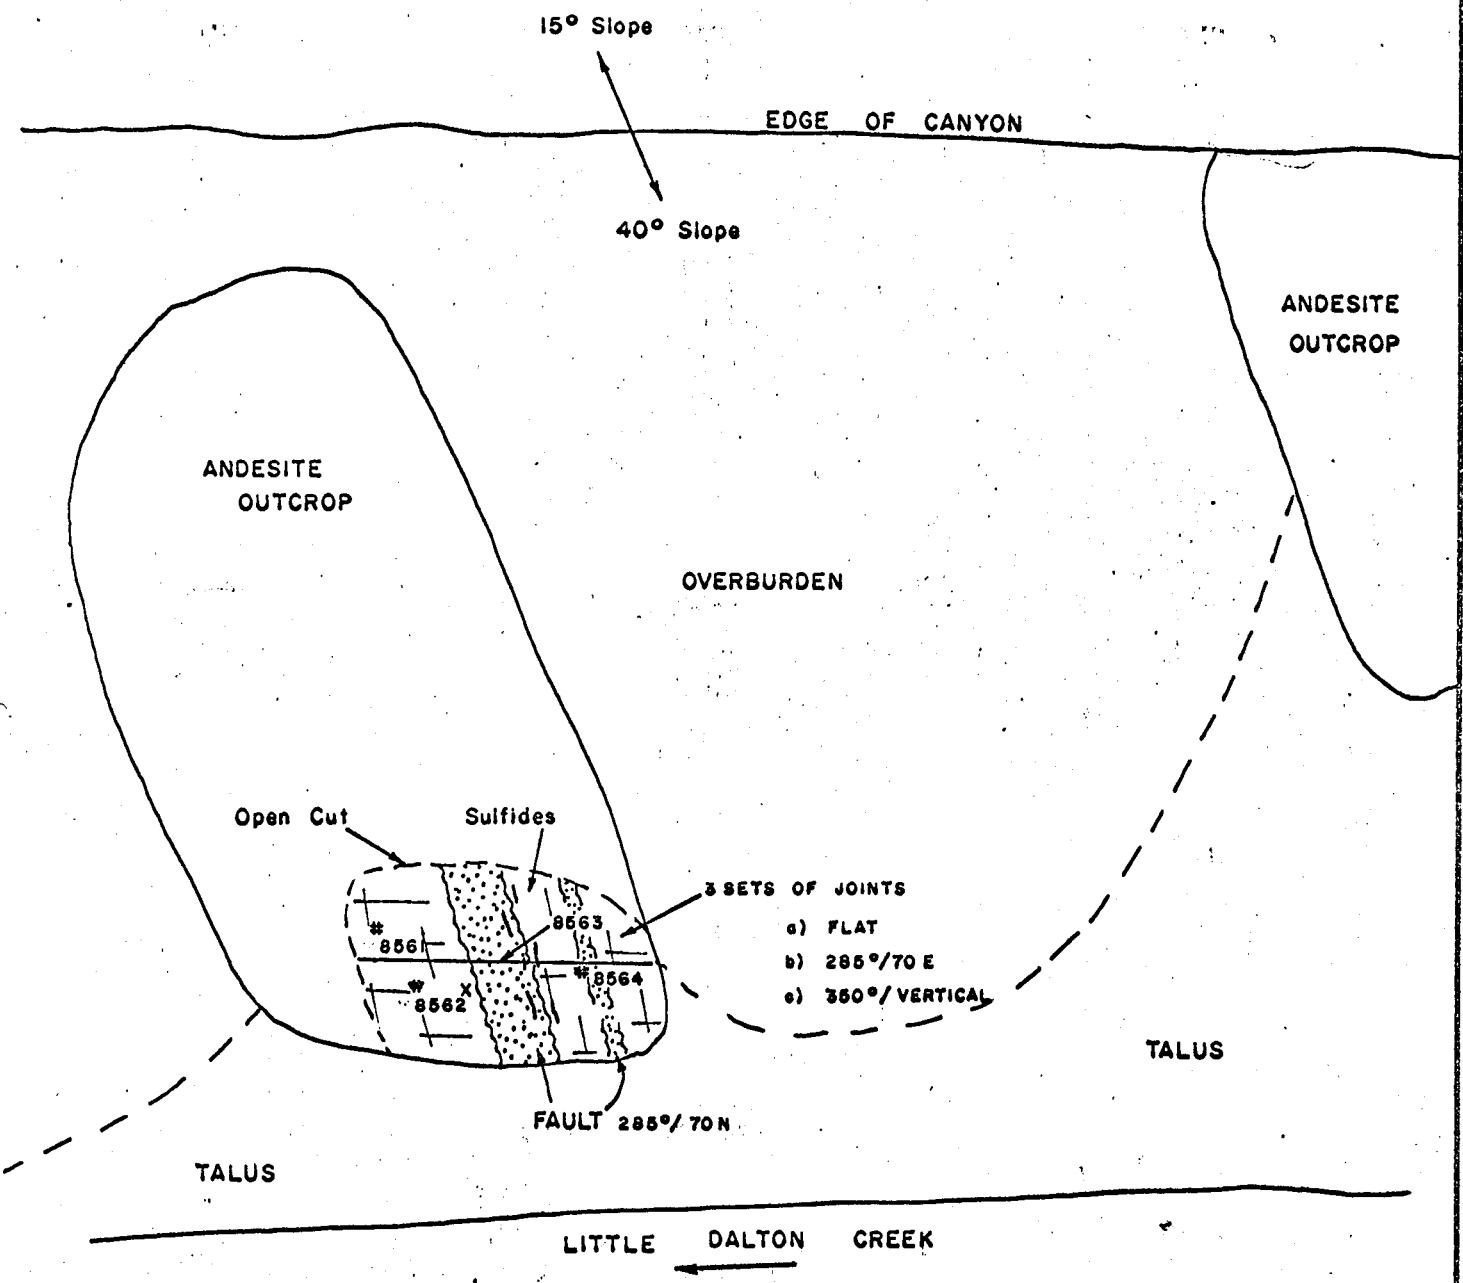 15° Slope
EDGE OF CANYON
40° Slope
ANDESITE
OUTCROP
ANDESITE
OUTCROP
OVERBURDEN
Open Cut
Sulfides
3 SETS OF JOINTS
a) FLAT
b) 285°/70 E
c) 350°/VERTICAL
8563
#
8561
#
8564
#
8562
X
FAULT 285°/70N
TALUS
TALUS
LITTLE DALTON CREEK